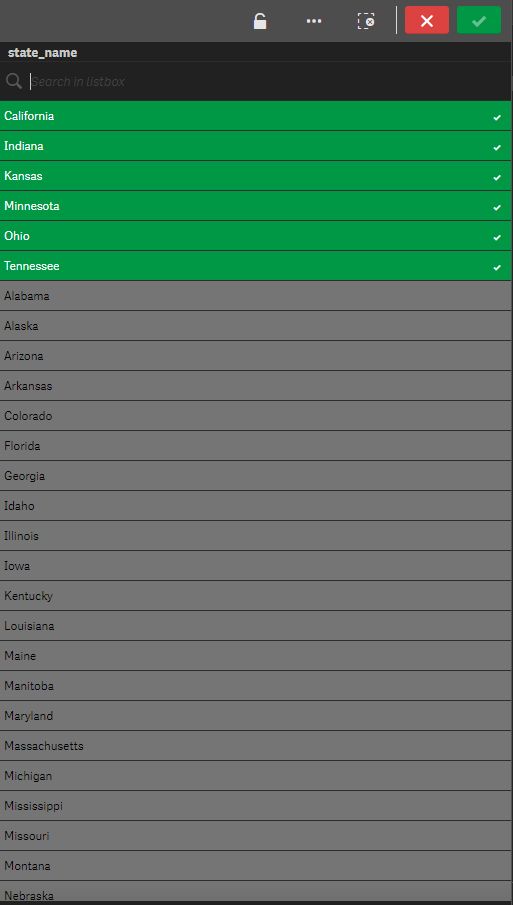 state_name
Search in listbox
California
Indiana
Kansas
Minnesota
Ohio
Tennessee
Alabama
Alaska
Arizona
Arkansas
Colorado
Florida
Georgia
Idaho
Illinois
Iowa
Kentucky
Louisiana
Maine
Manitoba
Maryland
Massachusetts
Michigan
Mississippi
Missouri
Montana
Nebraska